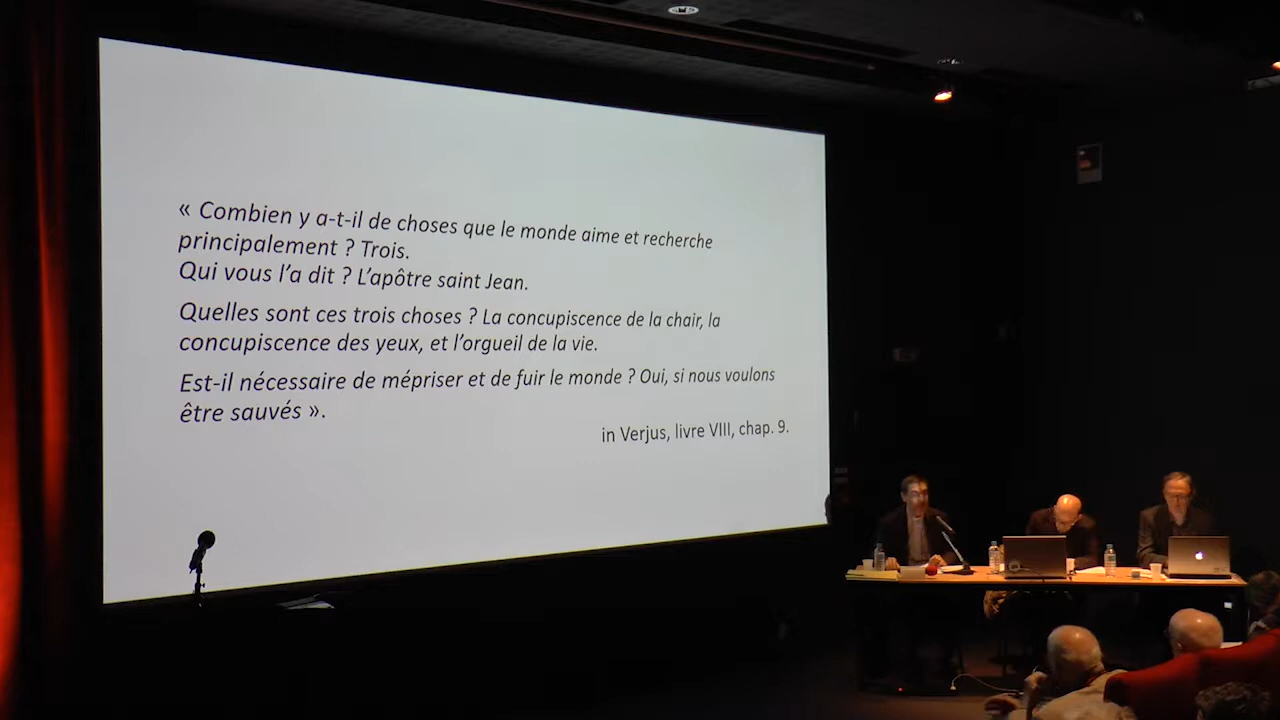 « Combien y a-t-il de choses que le monde aime et recherche
principalement ? Trois.
Qui vous l'a dit ? L'apôtre saint Jean.
Quelles sont ces trois choses ? La concupiscence de la chair, la
concupiscence des yeux, et l'orgueil de la vie.
Est-il nécessaire de mépriser et de fuir le monde ? Oui, si nous voulons
être sauvés ».
in Verjus, livre VIII, chap. 9.